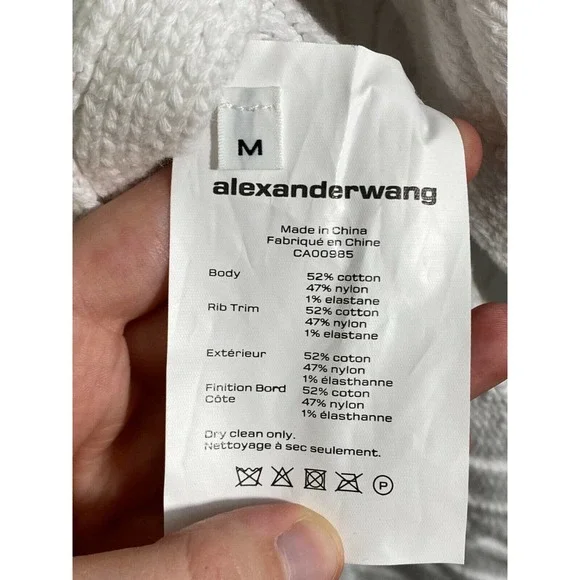 M
alexanderwang
Made in China
Fabriqué en Chine
CA00985
Body 52% cotton
47% nylon
1% elastane
Rib Trim 52% cotton
47% nylon
1% elastane
Extérieur 52% coton
47% nylon
1% élasthanne
Finition Bord 52% coton
Côte 47% nylon
1% élasthanne
Dry clean only.
Nettoyage à sec seulement.
P